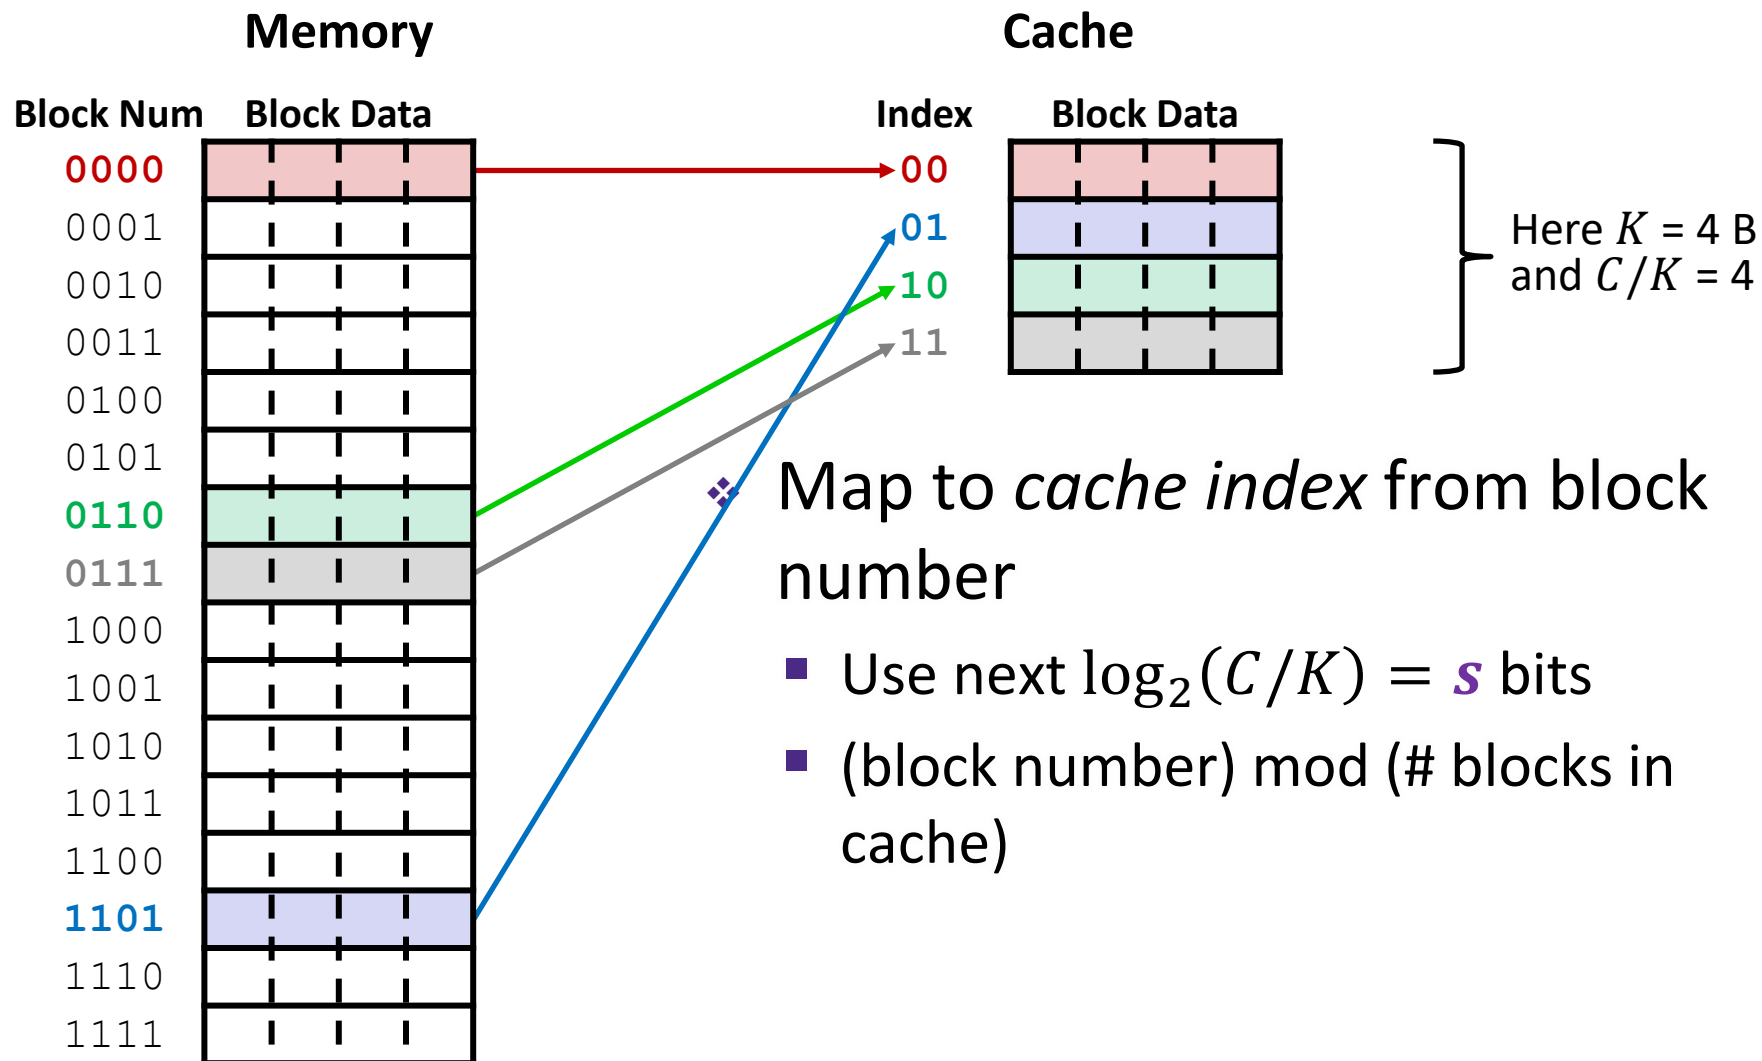 Memory
Cache
Block Num
Block Data
Index
Block Data
0000
0001
0010
0011
0100
0101
0110
0111
1000
1001
1010
1011
1100
1101
1110
1111
00
01
10
11
Here K = 4 B
and C/K = 4
❖ Map to cache index from block
number
▪ Use next log₂(C/K) = s bits
▪ (block number) mod (# blocks in
cache)